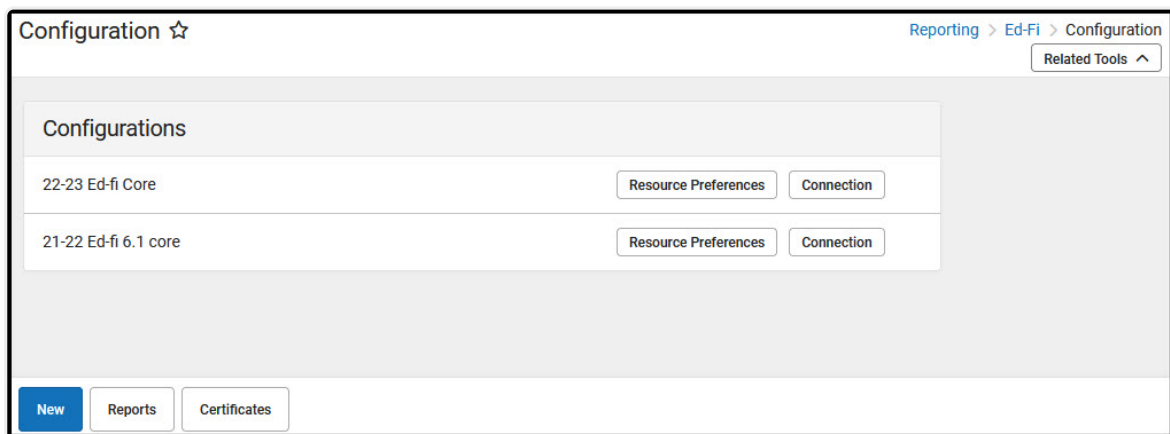 Configuration
Reporting > Ed-Fi > Configuration
Related Tools
Configurations
22-23 Ed-fi Core Resource Preferences Connection
21-22 Ed-fi 6.1 core Resource Preferences Connection
New Reports Certificates